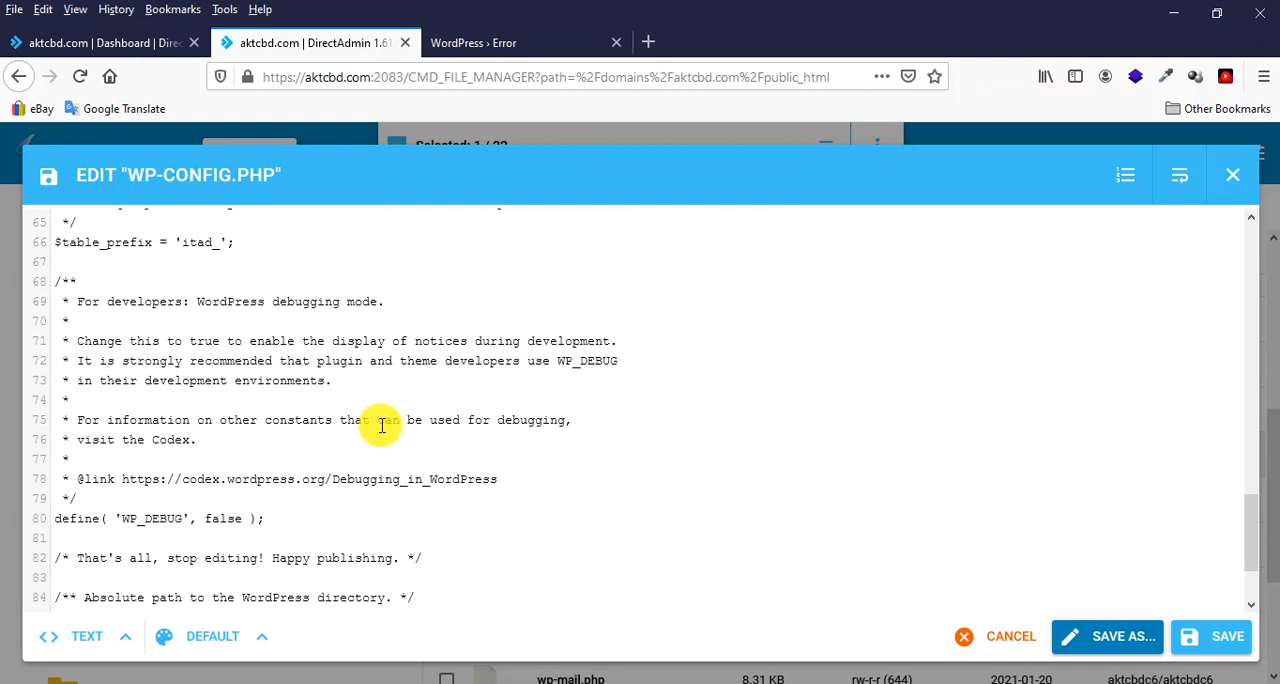 File Edit View History Bookmarks Tools Help
aktcbd.com | Dashboard | Direc
aktcbd.com | DirectAdmin 1.61
WordPress › Error
https://aktcbd.com:2083/CMD_FILE_MANAGER?path=%2Fdomains%2Faktcbd.com%2Fpublic_html
eBay Google Translate Other Bookmarks
Selected: 1 / 22
EDIT "WP-CONFIG.PHP"
65 */
66 $table_prefix = 'itad_';
67
68 /**
69 * For developers: WordPress debugging mode.
70 *
71 * Change this to true to enable the display of notices during development.
72 * It is strongly recommended that plugin and theme developers use WP_DEBUG
73 * in their development environments.
74 *
75 * For information on other constants that can be used for debugging,
76 * visit the Codex.
77 *
78 * @link https://codex.wordpress.org/Debugging_in_WordPress
79 */
80 define( 'WP_DEBUG', false );
81
82 /* That's all, stop editing! Happy publishing. */
83
84 /** Absolute path to the WordPress directory. */
TEXT DEFAULT CANCEL SAVE AS... SAVE
wp-mail.php 8.31 KB rw-r-r (644) 2021-01-20 aktcbdc6/aktcbdc6